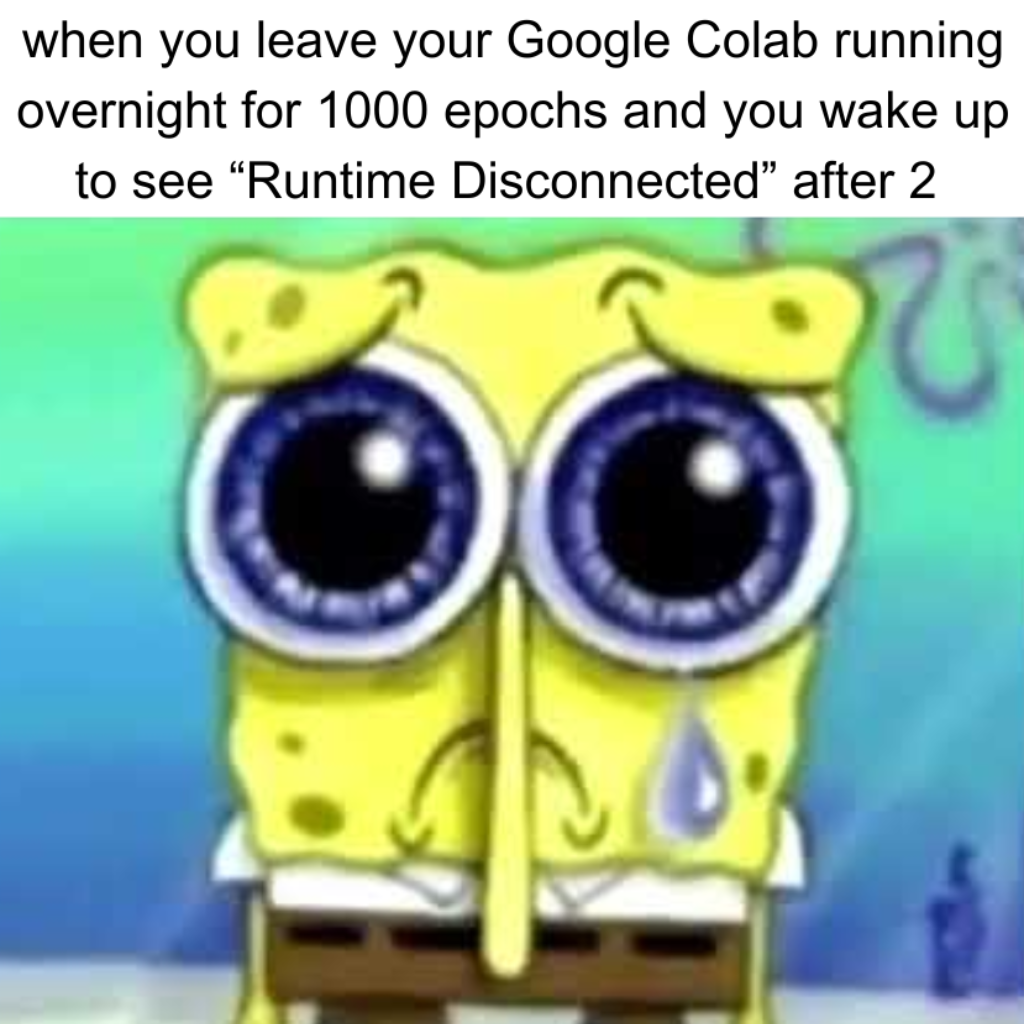 when you leave your Google Colab running
overnight for 1000 epochs and you wake up
to see “Runtime Disconnected” after 2